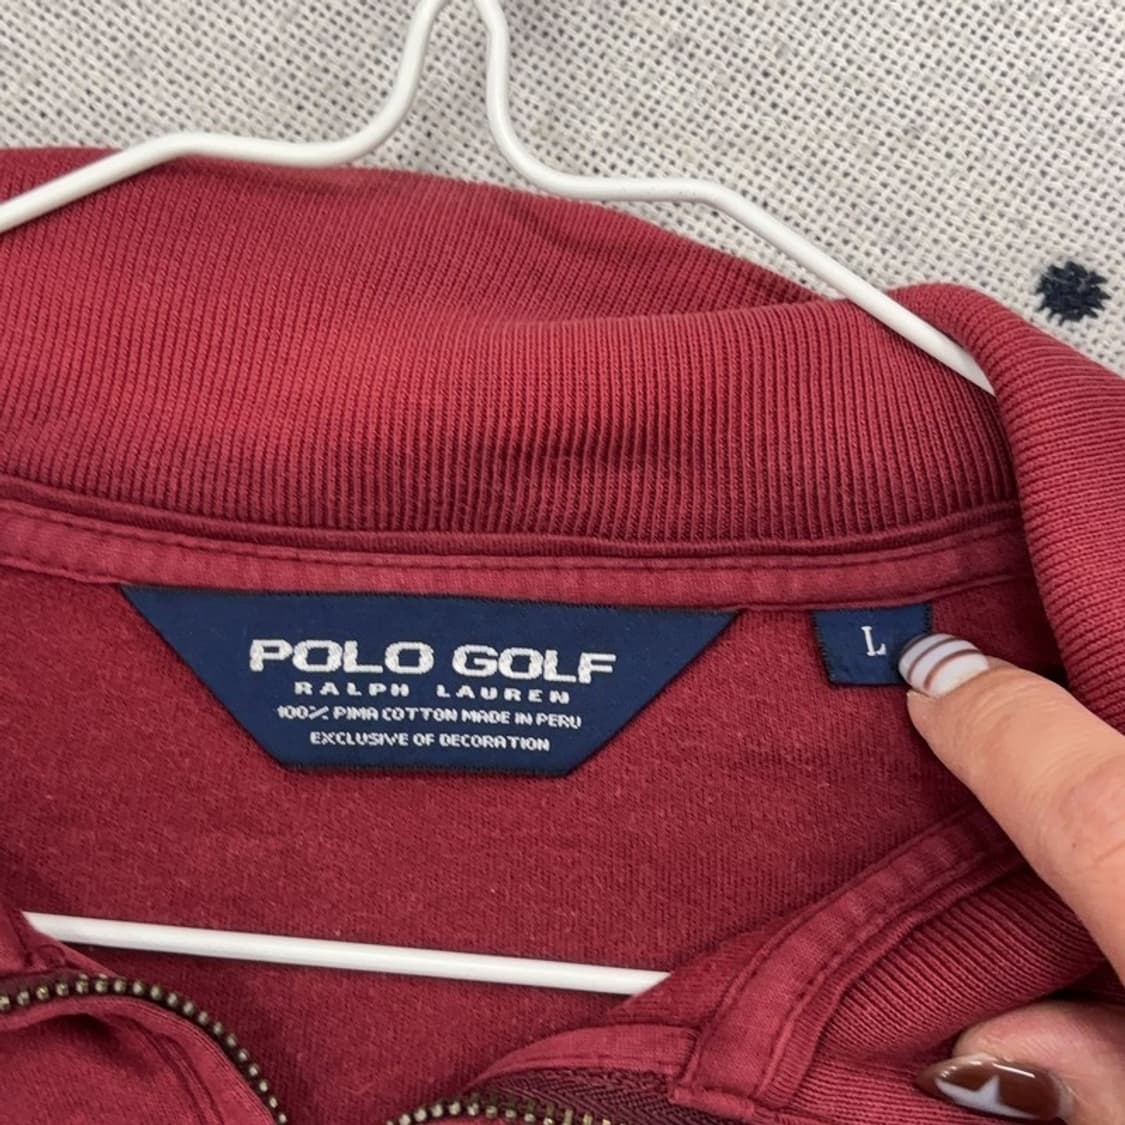 POLO GOLF
RALPH LAUREN
100% PIMA COTTON MADE IN PERU
EXCLUSIVE OF DECORATION
L